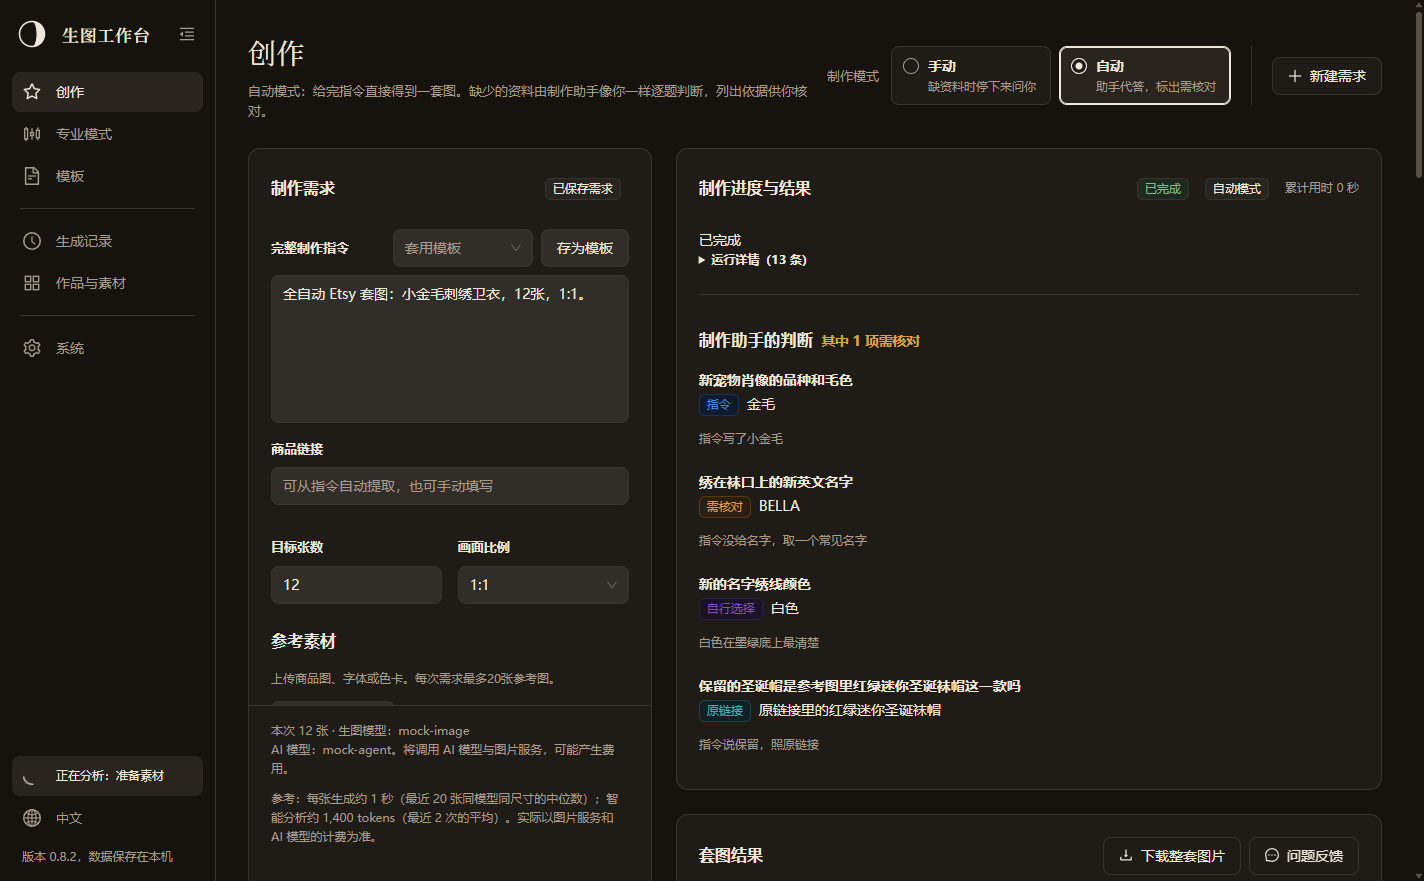 生图工作台
创作
专业模式
模板
生成记录
作品与素材
系统
正在分析：准备素材
中文
版本 0.8.2，数据保存在本机
创作
自动模式：给完指令直接得到一套图。缺少的资料由制作助手像你一样逐题判断，列出依据供你核
对。
制作模式
手动
缺资料时停下来问你
自动
助手代答，标出需核对
新建需求
制作需求
已保存需求
完整制作指令
套用模板
存为模板
全自动 Etsy 套图：小金毛刺绣卫衣，12张，1:1。
商品链接
可从指令自动提取，也可手动填写
目标张数
画面比例
12
1:1
参考素材
上传商品图、字体或色卡。每次需求最多20张参考图。
本次 12 张 · 生图模型：mock-image
AI 模型：mock-agent。将调用 AI 模型与图片服务，可能产生费
用。
参考：每张生成约 1 秒（最近 20 张同模型同尺寸的中位数）；智
能分析约 1,400 tokens（最近 2 次的平均）。实际以图片服务和
AI 模型的计费为准。
制作进度与结果
已完成
自动模式
累计用时 0 秒
已完成
运行详情（13 条）
制作助手的判断 其中 1 项需核对
新宠物肖像的品种和毛色
指令 金毛
指令写了小金毛
绣在袜口上的新英文名字
需核对 BELLA
指令没给名字，取一个常见名字
新的名字绣线颜色
自行选择 白色
白色在墨绿底上最清楚
保留的圣诞帽是参考图里红绿迷你圣诞袜帽这一款吗
原链接 原链接里的红绿迷你圣诞袜帽
指令说保留，照原链接
套图结果
下载整套图片
问题反馈